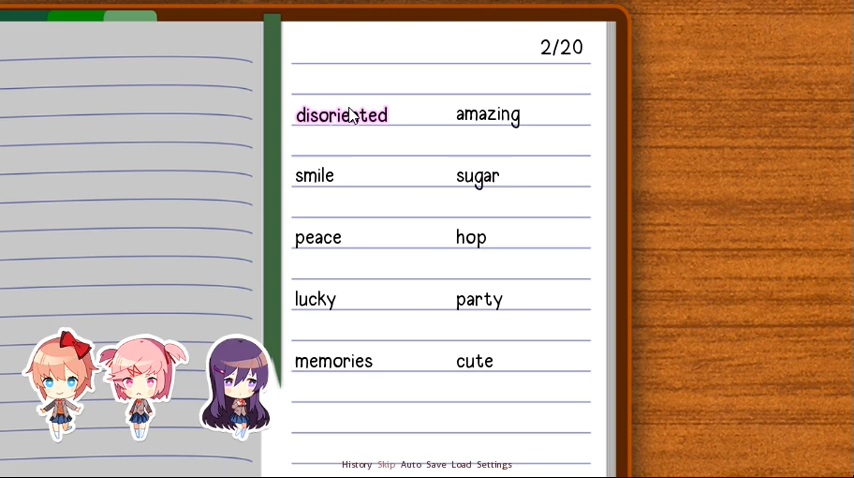 2/20
disoriented amazing
smile sugar
peace hop
lucky party
memories cute
History Skip Auto Save Load Settings